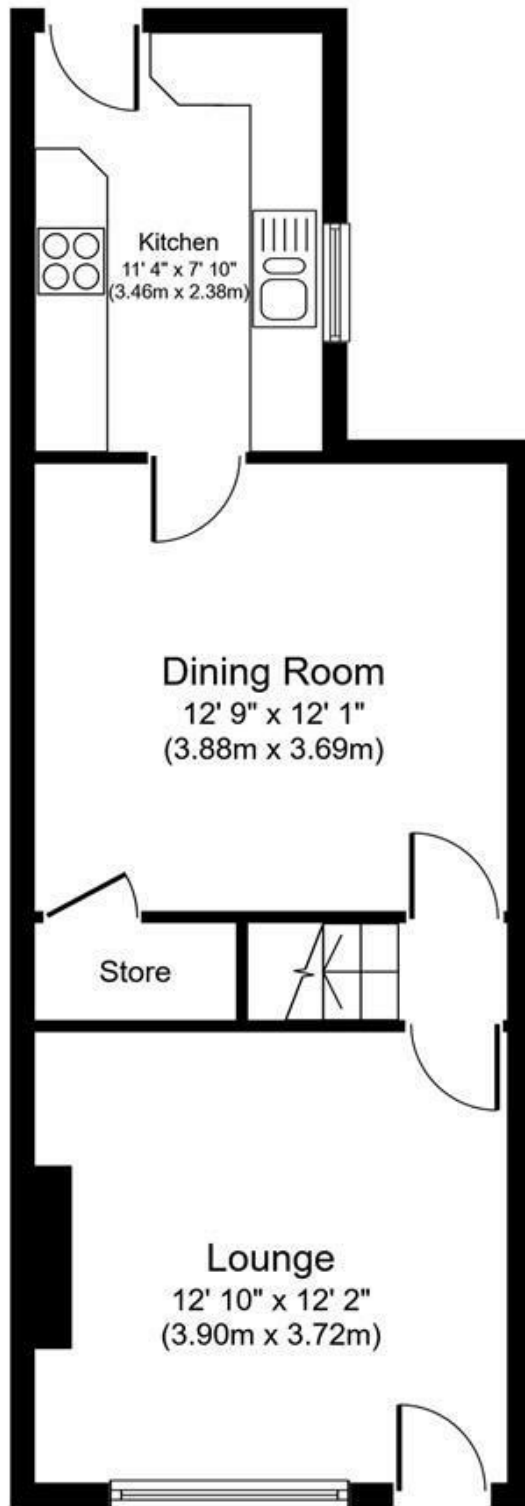 Kitchen
11' 4" x 7' 10"
(3.46m x 2.38m)
Dining Room
12' 9" x 12' 1"
(3.88m x 3.69m)
Store
Lounge
12' 10" x 12' 2"
(3.90m x 3.72m)